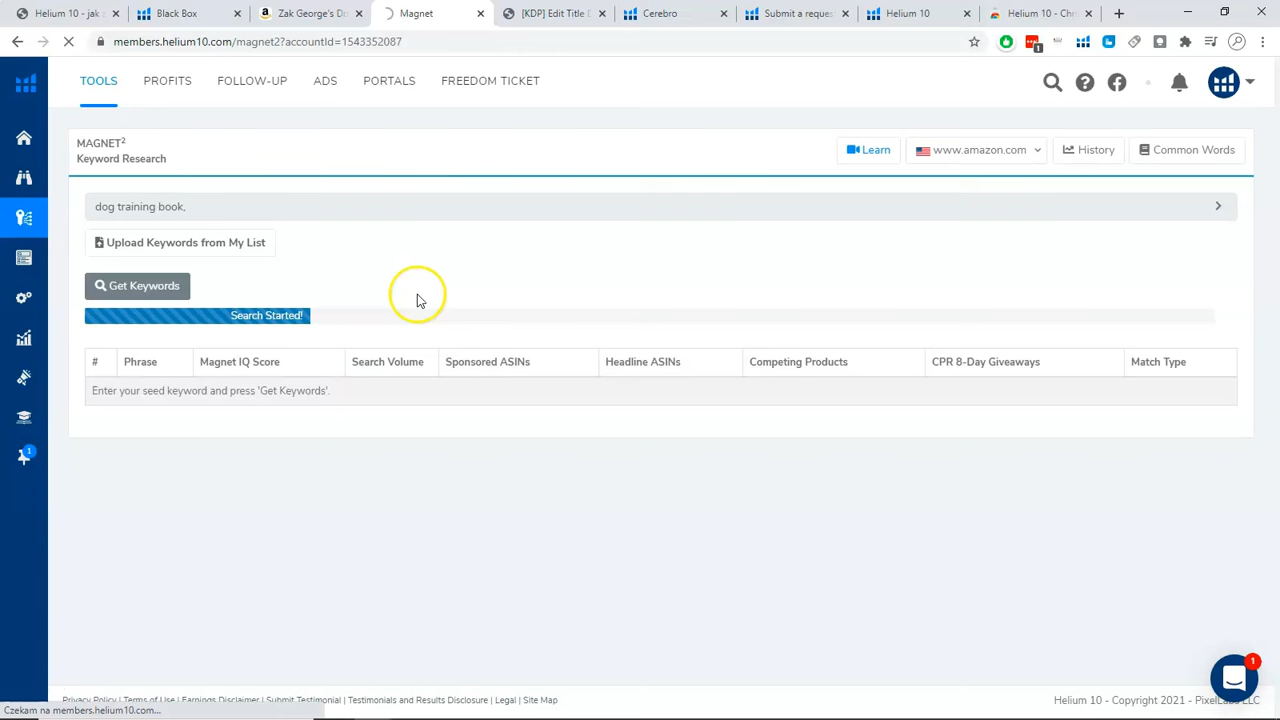 Helium 10 - jak z
Black Box
Zak George's Do
Magnet
[KDP] Edit Title D
Cerebro
Submit a reques
Helium 10
Helium 10 - Chr
members.helium10.com/magnet2?accountId=1543352087
1
TOOLS PROFITS FOLLOW-UP ADS PORTALS FREEDOM TICKET
MAGNET²
Keyword Research
Learn www.amazon.com History Common Words
dog training book,
Upload Keywords from My List
Get Keywords
Search Started!
# Phrase Magnet IQ Score Search Volume Sponsored ASINs Headline ASINs Competing Products CPR 8-Day Giveaways Match Type
Enter your seed keyword and press 'Get Keywords'.
1
1
Privacy Policy | Terms of Use | Earnings Disclaimer | Submit Testimonial | Testimonials and Results Disclosure | Legal | Site Map
Helium 10 - Copyright 2021 - PixelLabs LLC
Czekam na members.helium10.com...